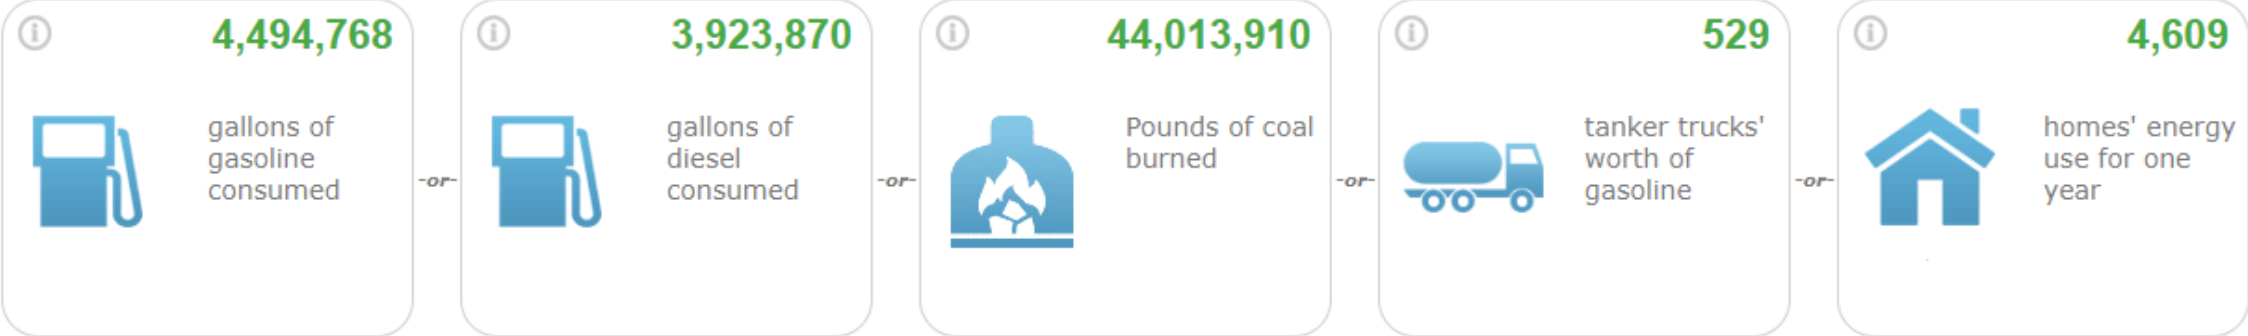 4,494,768
gallons of
gasoline
consumed
-or-
3,923,870
gallons of
diesel
consumed
-or-
44,013,910
Pounds of coal
burned
-or-
529
tanker trucks'
worth of
gasoline
-or-
4,609
homes' energy
use for one
year